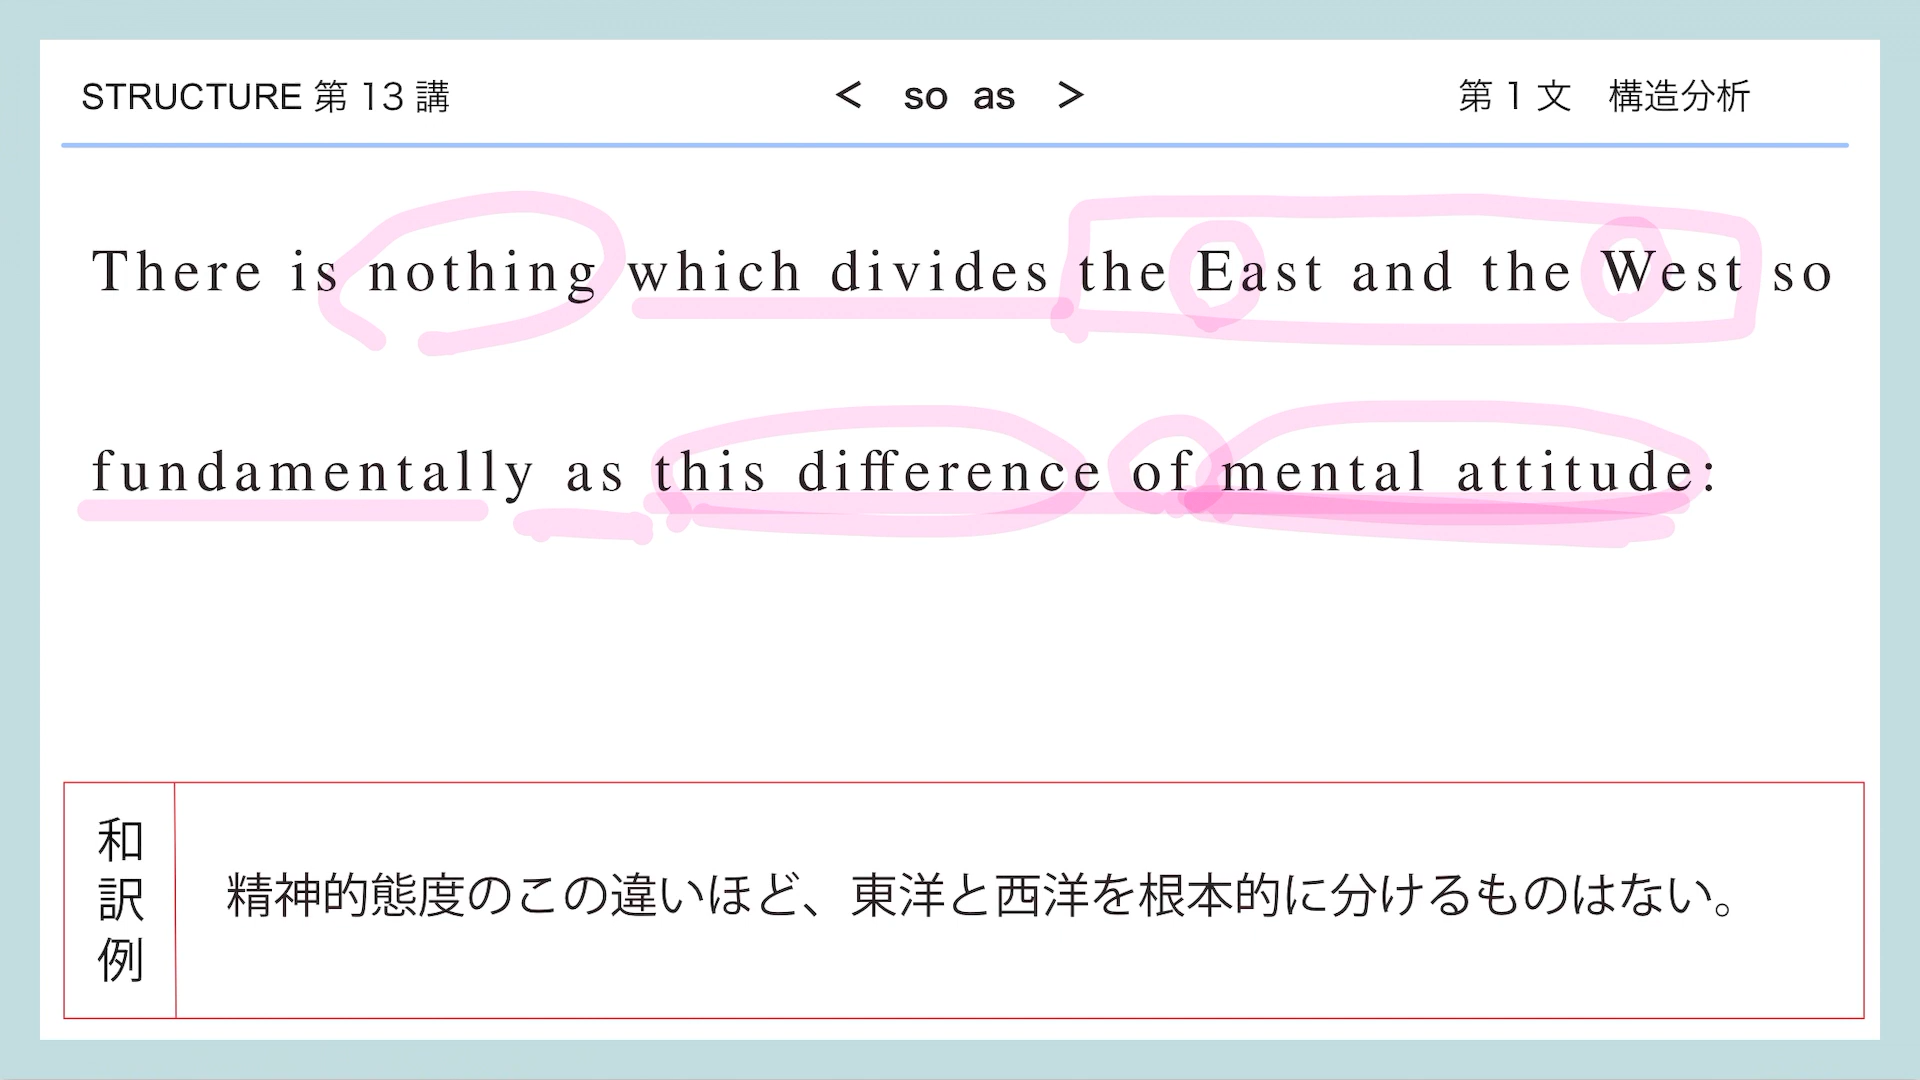 STRUCTURE 第 13 講
< so as >
第 1 文 構造分析
There is nothing which divides the East and the West so
fundamentally as this difference of mental attitude:
和訳例
精神的態度のこの違いほど、東洋と西洋を根本的に分けるものはない。